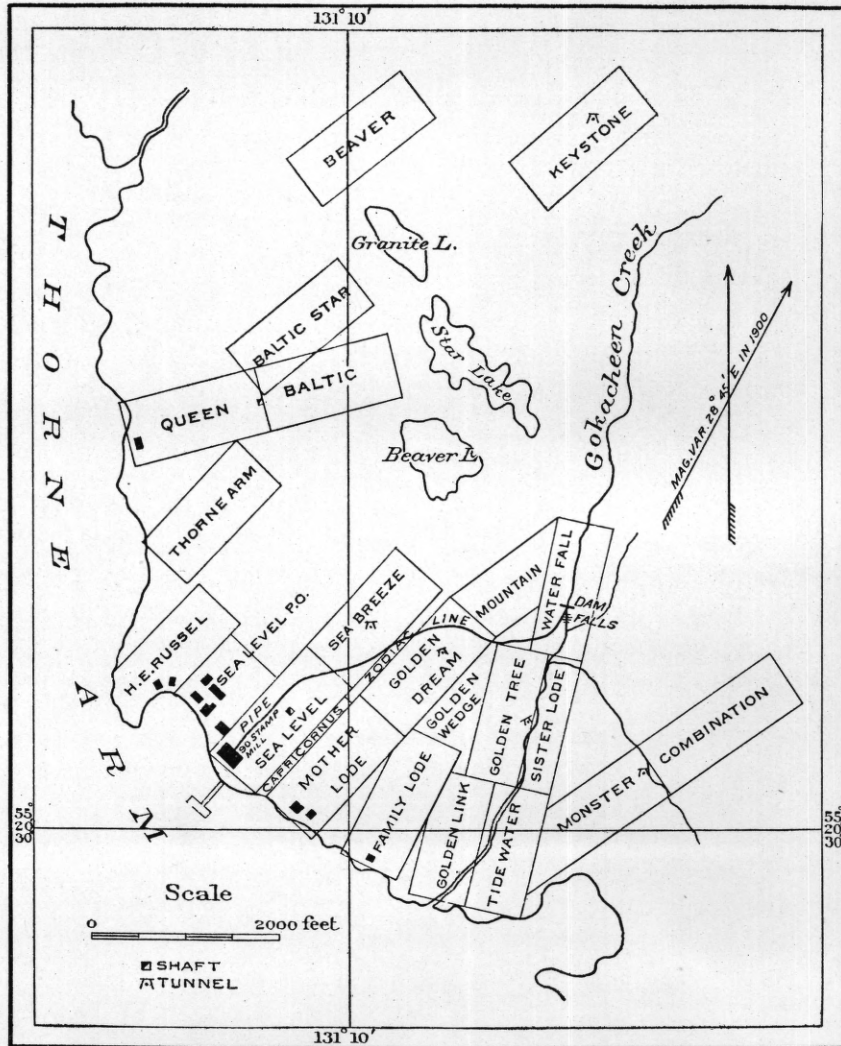 131° 10'
BEAVER
KEYSTONE
THORNE ARM
Granite L.
Gokacheen Creek
BALTIC STAR
Star Lake
MAG. VAR. 28° 45' E. IN 1900
QUEEN
BALTIC
Beaver L.
THORNE ARM
WATER FALL
MOUNTAIN
SEA BREEZE
LINE
DAM
FALLS
H.E. RUSSEL
SEA LEVEL P.O.
ZODIAC
GOLDEN
DREAM
GOLDEN
WEDGE
GOLDEN TREE
SISTER LODE
PIPE
90 STAMP
MILL
SEA LEVEL
CAPRICORNUS
MOTHER
LODE
MONSTER COMBINATION
FAMILY LODE
GOLDEN LINK
TIDE WATER
55°
20'
30"
55°
20'
30"
Scale
0 2000 feet
SHAFT
TUNNEL
131° 10'